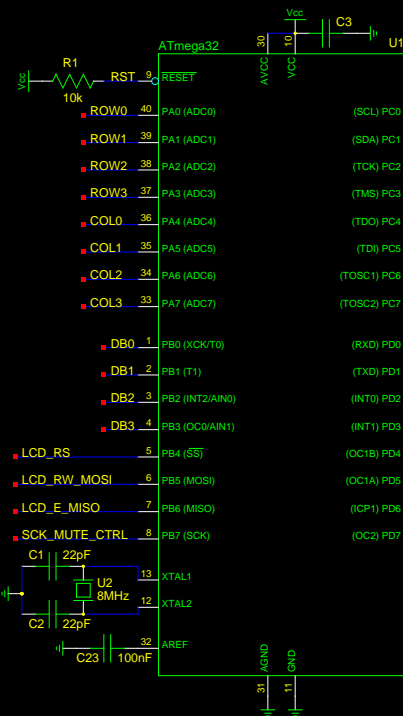 Vcc
C3
ATmega32
U1
30
10
AVCC
VCC
R1
Vcc
10k
RST 9 RESET
ROW0 40 PA0 (ADC0) (SCL) PC0
ROW1 39 PA1 (ADC1) (SDA) PC1
ROW2 38 PA2 (ADC2) (TCK) PC2
ROW3 37 PA3 (ADC3) (TMS) PC3
COL0 36 PA4 (ADC4) (TDO) PC4
COL1 35 PA5 (ADC5) (TDI) PC5
COL2 34 PA6 (ADC6) (TOSC1) PC6
COL3 33 PA7 (ADC7) (TOSC2) PC7
DB0 1 PB0 (XCK/T0) (RXD) PD0
DB1 2 PB1 (T1) (TXD) PD1
DB2 3 PB2 (INT2/AIN0) (INT0) PD2
DB3 4 PB3 (OC0/AIN1) (INT1) PD3
LCD_RS 5 PB4 (SS) (OC1B) PD4
LCD_RW_MOSI 6 PB5 (MOSI) (OC1A) PD5
LCD_E_MISO 7 PB6 (MISO) (ICP1) PD6
SCK_MUTE_CTRL 8 PB7 (SCK) (OC2) PD7
C1 22pF
13 XTAL1
U2
8MHz
12 XTAL2
C2 22pF
32 AREF
C23 100nF
AGND
GND
31
11